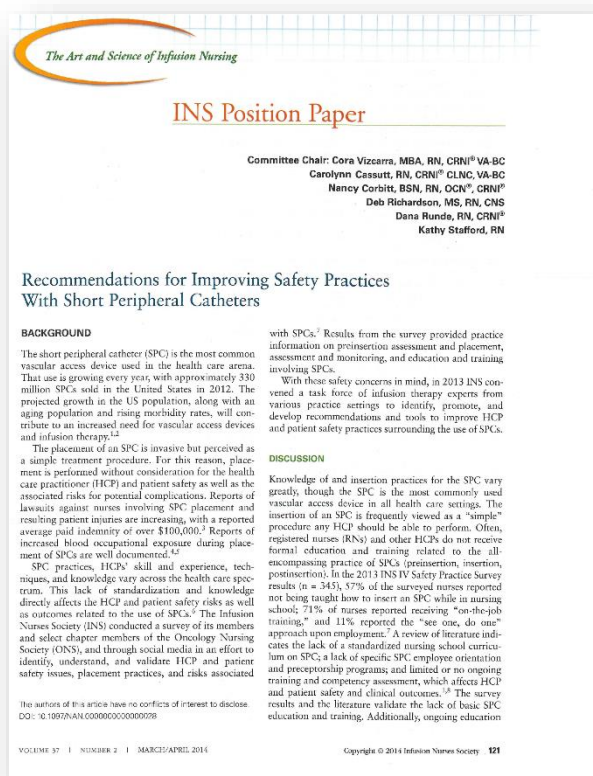 The Art and Science of Infusion Nursing
INS Position Paper
Committee Chair: Cora Vizcarra, MBA, RN, CRNI® VA-BC
Carolynn Cassutt, RN, CRNI® CLNC, VA-BC
Nancy Corbitt, BSN, RN, OCN®, CRNI®
Deb Richardson, MS, RN, CNS
Dana Runde, RN, CRNI®
Kathy Stafford, RN
Recommendations for Improving Safety Practices
With Short Peripheral Catheters
BACKGROUND
The short peripheral catheter (SPC) is the most common
vascular access device used in the health care arena.
That use is growing every year, with approximately 330
million SPCs sold in the United States in 2012. The
projected growth in the US population, along with an
aging population and rising morbidity rates, will con-
tribute to an increased need for vascular access devices
and infusion therapy.1,2
The placement of an SPC is invasive but perceived as
a simple treatment procedure. For this reason, place-
ment is performed without consideration for the health
care practitioner (HCP) and patient safety as well as the
associated risks for potential complications. Reports of
lawsuits against nurses involving SPC placement and
resulting patient injuries are increasing, with a reported
average paid indemnity of over $100,000.3 Reports of
increased blood occupational exposure during place-
ment of SPCs are well documented.4,5
SPC practices, HCPs' skill and experience, tech-
niques, and knowledge vary across the health care spec-
trum. This lack of standardization and knowledge
directly affects the HCP and patient safety risks as well
as outcomes related to the use of SPCs.6 The Infusion
Nurses Society (INS) conducted a survey of its members
and select chapter members of the Oncology Nursing
Society (ONS), and through social media in an effort to
identify, understand, and validate HCP and patient
safety issues, placement practices, and risks associated
The authors of this article have no conflicts of interest to disclose.
DOI: 10.1097/NAN.0000000000000028
with SPCs.7 Results from the survey provided practice
information on preinsertion assessment and placement,
assessment and monitoring, and education and training
involving SPCs.
With these safety concerns in mind, in 2013 INS con-
vened a task force of infusion therapy experts from
various practice settings to identify, promote, and
develop recommendations and tools to improve HCP
and patient safety practices surrounding the use of SPCs.
DISCUSSION
Knowledge of and insertion practices for the SPC vary
greatly, though the SPC is the most commonly used
vascular access device in all health care settings. The
insertion of an SPC is frequently viewed as a "simple"
procedure any HCP should be able to perform. Often,
registered nurses (RNs) and other HCPs do not receive
formal education and training related to the all-
encompassing practice of SPCs (preinsertion, insertion,
postinsertion). In the 2013 INS IV Safety Practice Survey
results (n = 345), 57% of the surveyed nurses reported
not being taught how to insert an SPC while in nursing
school; 71% of nurses reported receiving "on-the-job
training," and 11% reported the "see one, do one"
approach upon employment.7 A review of literature indi-
cates the lack of a standardized nursing school curricu-
lum on SPC; a lack of specific SPC employee orientation
and preceptorship programs; and limited or no ongoing
training and competency assessment, which affects HCP
and patient safety and clinical outcomes.7,8 The survey
results and the literature validate the lack of basic SPC
education and training. Additionally, ongoing education
VOLUME 37 | NUMBER 2 | MARCH/APRIL 2014
Copyright © 2014 Infusion Nurses Society 121